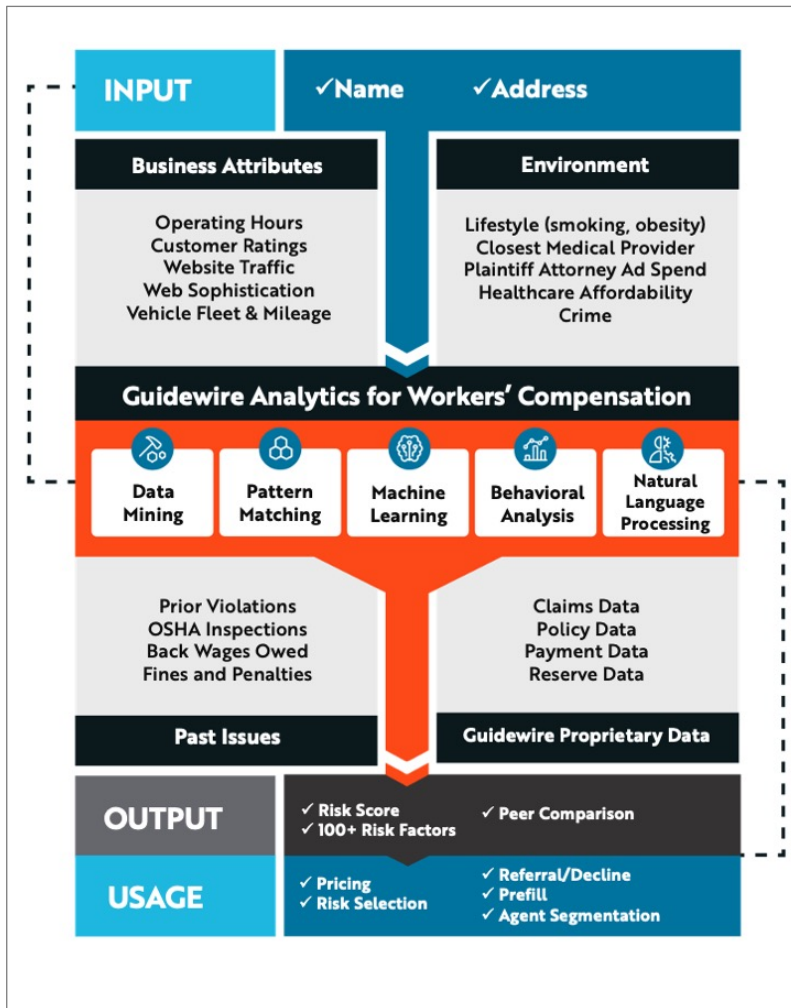 INPUT
✓Name ✓Address
Business Attributes
Operating Hours
Customer Ratings
Website Traffic
Web Sophistication
Vehicle Fleet & Mileage
Environment
Lifestyle (smoking, obesity)
Closest Medical Provider
Plaintiff Attorney Ad Spend
Healthcare Affordability
Crime
Guidewire Analytics for Workers’ Compensation
Data
Mining
Pattern
Matching
Machine
Learning
Behavioral
Analysis
Natural
Language
Processing
Prior Violations
OSHA Inspections
Back Wages Owed
Fines and Penalties
Past Issues
Claims Data
Policy Data
Payment Data
Reserve Data
Guidewire Proprietary Data
OUTPUT
✓ Risk Score
✓ 100+ Risk Factors
✓ Peer Comparison
USAGE
✓ Pricing
✓ Risk Selection
✓ Referral/Decline
✓ Prefill
✓ Agent Segmentation